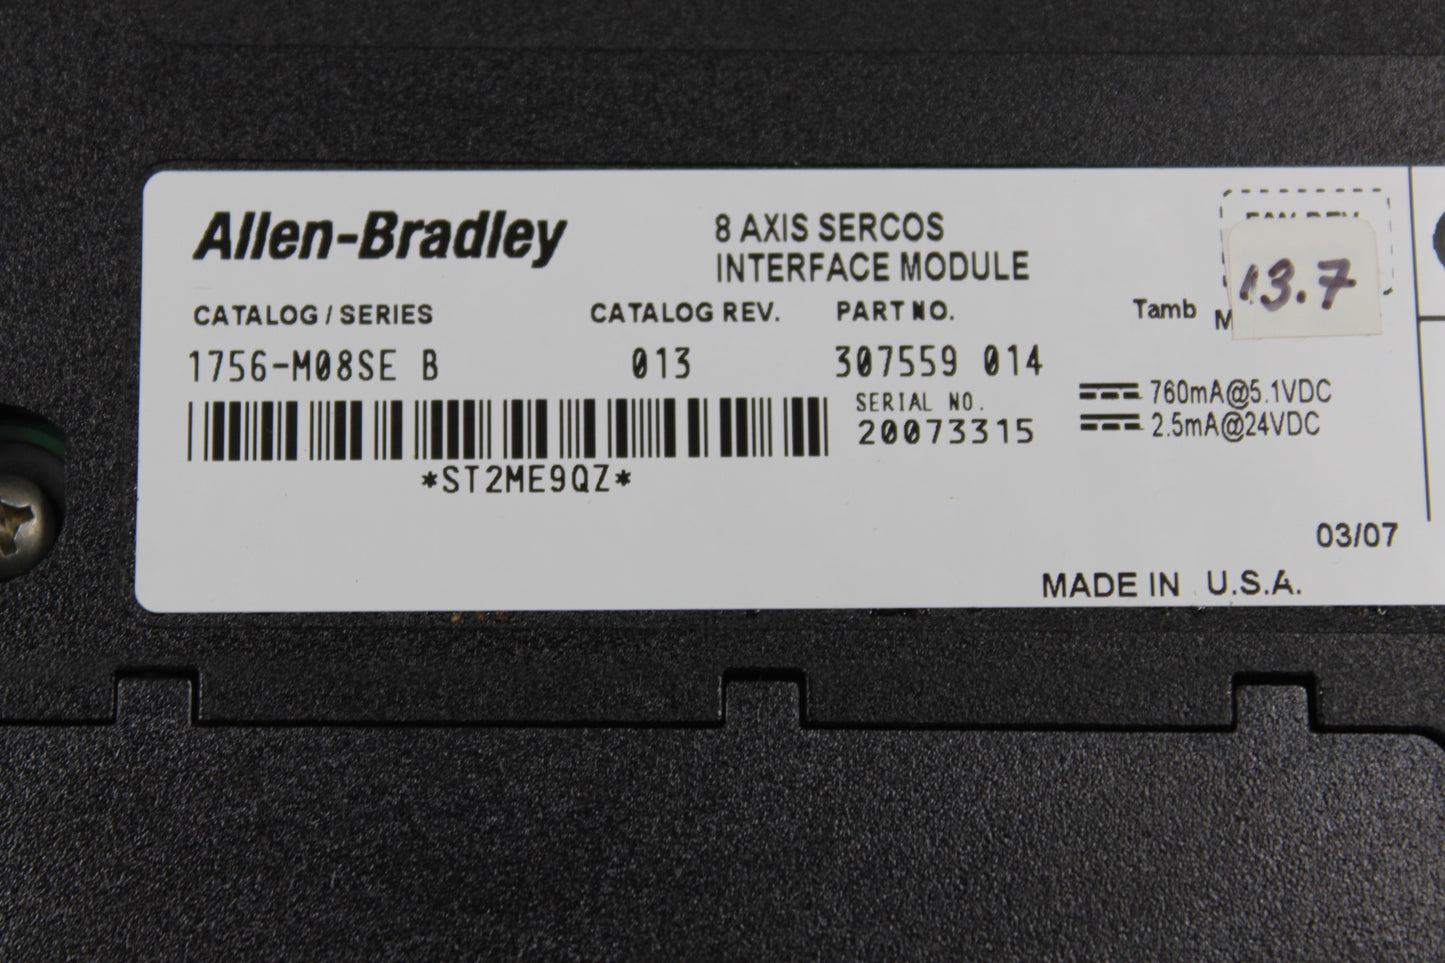 Allen-Bradley
8 AXIS SERCOS
INTERFACE MODULE
13.7
CATALOG / SERIES
CATALOG REV.
PART NO.
Tamb
1756-M08SE B
013
307559 014
SERIAL NO.
20073315
760mA@5.1VDC
2.5mA@24VDC
*ST2ME9QZ*
03/07
MADE IN U.S.A.